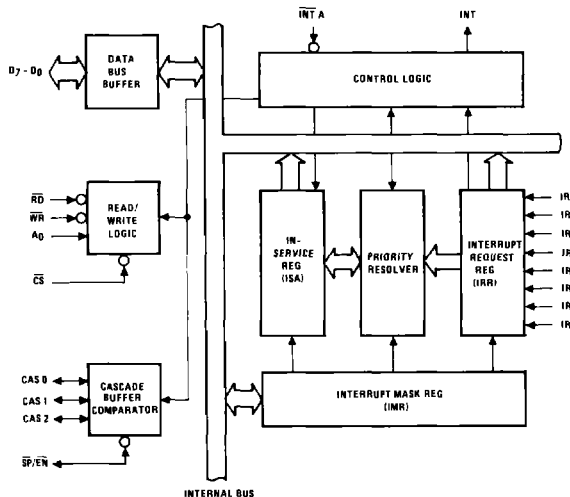 INT A
INT
D7 - D0
DATA
BUS
BUFFER
CONTROL LOGIC
RD
WR
A0
READ/
WRITE
LOGIC
CS
IN-
SERVICE
REG
(ISA)
PRIORITY
RESOLVER
INTERRUPT
REQUEST
REG
(IRR)
IR
IR
IR
IR
IR
IR
IR
IR
CAS 0
CAS 1
CAS 2
CASCADE
BUFFER
COMPARATOR
SP/EN
INTERRUPT MASK REG
(IMR)
INTERNAL BUS